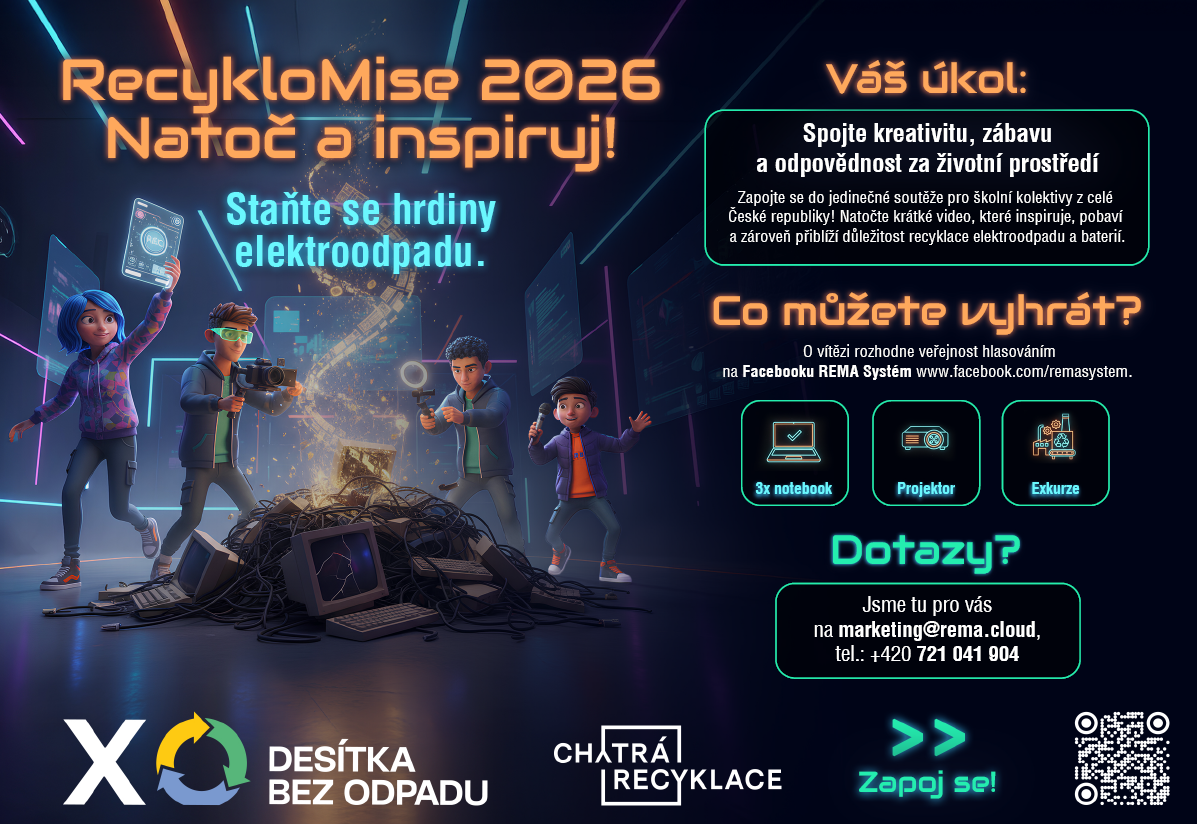 RecykloMise 2026
Natoč a inspiruj!
Staňte se hrdiny
elektroodpadu.
REC
Váš úkol:
Spojte kreativitu, zábavu
a odpovědnost za životní prostředí
Zapojte se do jedinečné soutěže pro školní kolektivy z celé
České republiky! Natočte krátké video, které inspiruje, pobaví
a zároveň přiblíží důležitost recyklace elektroodpadu a baterií.
Co můžete vyhrát?
O vítězi rozhodne veřejnost hlasováním
na Facebooku REMA Systém www.facebook.com/remasystem.
3x notebook
Projektor
Exkurze
Dotazy?
Jsme tu pro vás
na marketing@rema.cloud,
tel.: +420 721 041 904
XO DESÍTKA
BEZ ODPADU
CHYTRÁ
RECYKLACE
>>
Zapoj se!